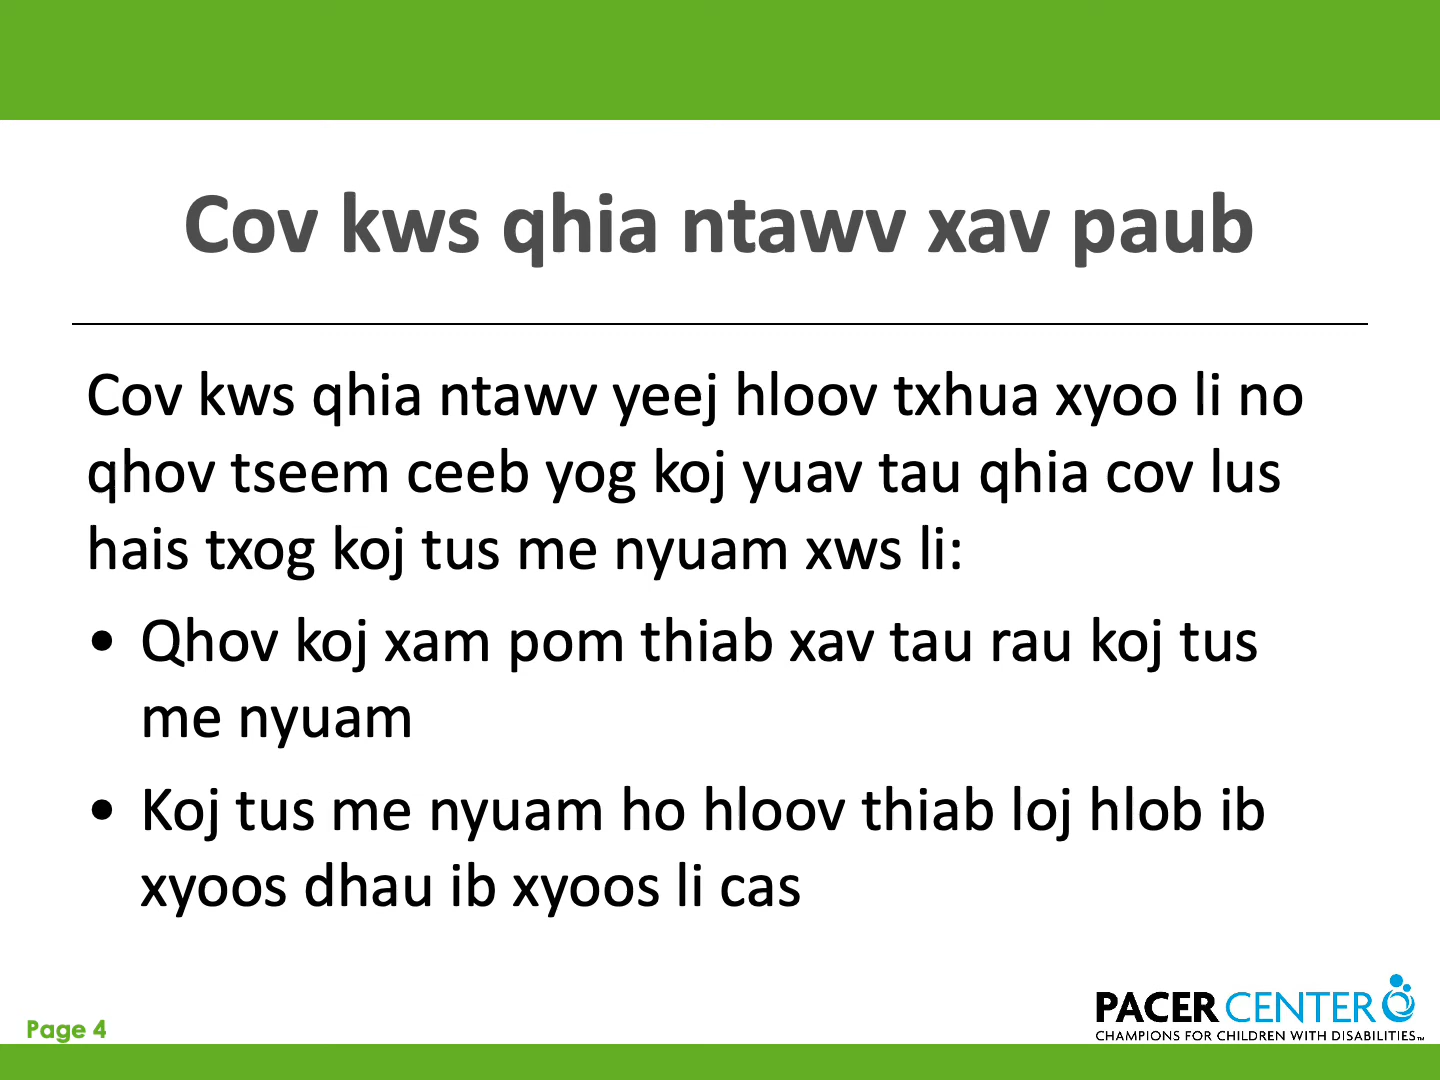 Cov kws qhia ntawv xav paub
Cov kws qhia ntawv yeej hloov txhua xyoo li no
qhov tseem ceeb yog koj yuav tau qhia cov lus
hais txog koj tus me nyuam xws li:
• Qhov koj xam pom thiab xav tau rau koj tus
me nyuam
• Koj tus me nyuam ho hloov thiab loj hlob ib
xyoos dhau ib xyoos li cas
PACER CENTER
CHAMPIONS FOR CHILDREN WITH DISABILITIES™
Page 4